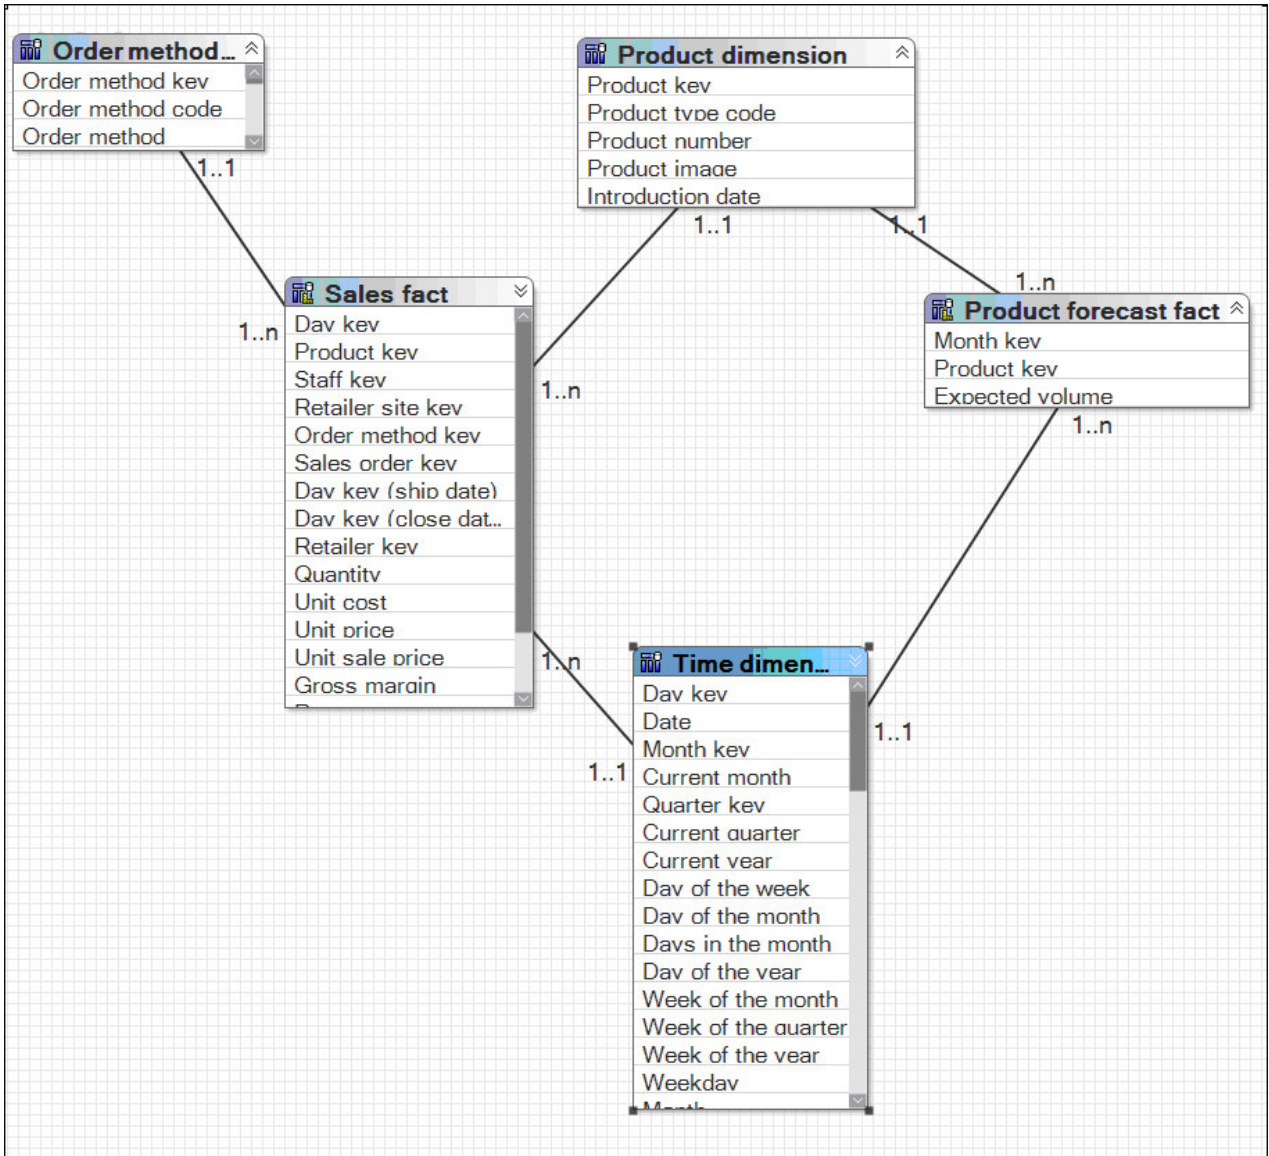 Order method...
Order method key
Order method code
Order method
1..1
Product dimension
Product key
Product type code
Product number
Product image
Introduction date
1..1
1..1
1..n
Sales fact
Day key
Product key
Staff key
Retailer site key
Order method key
Sales order key
Day key (ship date)
Day key (close dat...
Retailer key
Quantity
Unit cost
Unit price
Unit sale price
Gross margin
1..n
1..n
1..n
Product forecast fact
Month key
Product key
Expected volume
1..n
Time dimen...
Day key
Date
Month key
Current month
Quarter key
Current quarter
Current year
Day of the week
Day of the month
Days in the month
Day of the year
Week of the month
Week of the quarter
Week of the year
Weekday
Month
1..1
1..1